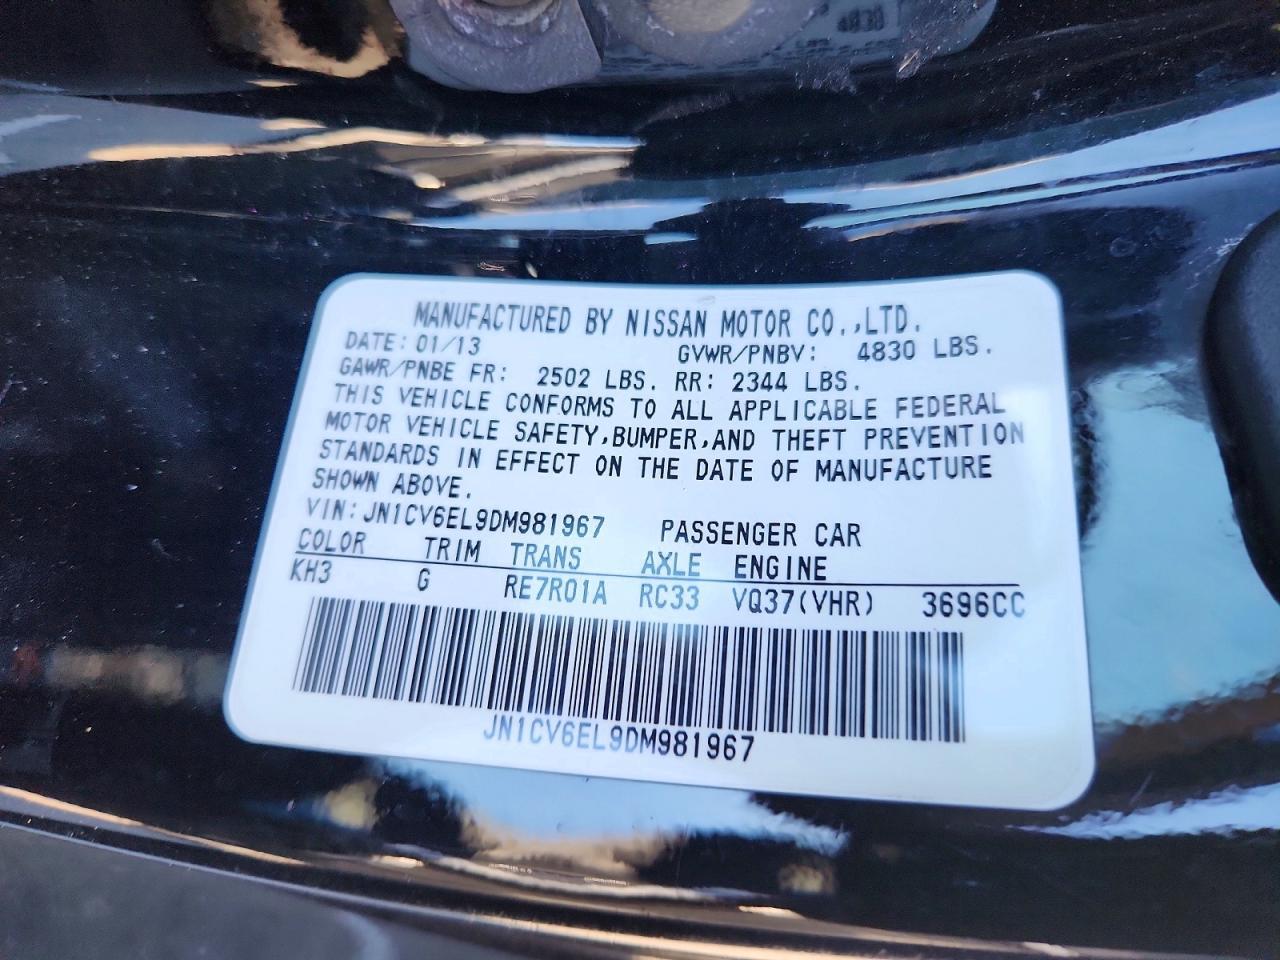 MANUFACTURED BY NISSAN MOTOR CO.,LTD.
DATE: 01/13 GVWR/PNBV: 4830 LBS.
GAWR/PNBE FR: 2502 LBS. RR: 2344 LBS.
THIS VEHICLE CONFORMS TO ALL APPLICABLE FEDERAL
MOTOR VEHICLE SAFETY,BUMPER,AND THEFT PREVENTION
STANDARDS IN EFFECT ON THE DATE OF MANUFACTURE
SHOWN ABOVE.
VIN:JN1CV6EL9DM981967 PASSENGER CAR
COLOR TRIM TRANS AXLE ENGINE
KH3 G RE7R01A RC33 VQ37(VHR) 3696CC
JN1CV6EL9DM981967